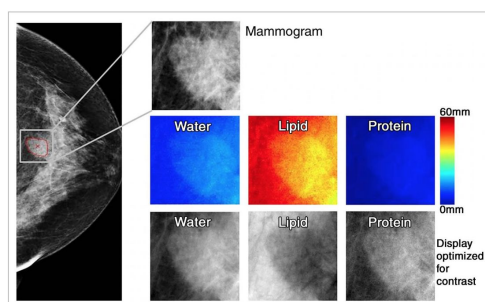 Mammogram
60mm
Water Lipid Protein
0mm
Water Lipid Protein
Display
optimized
for
contrast